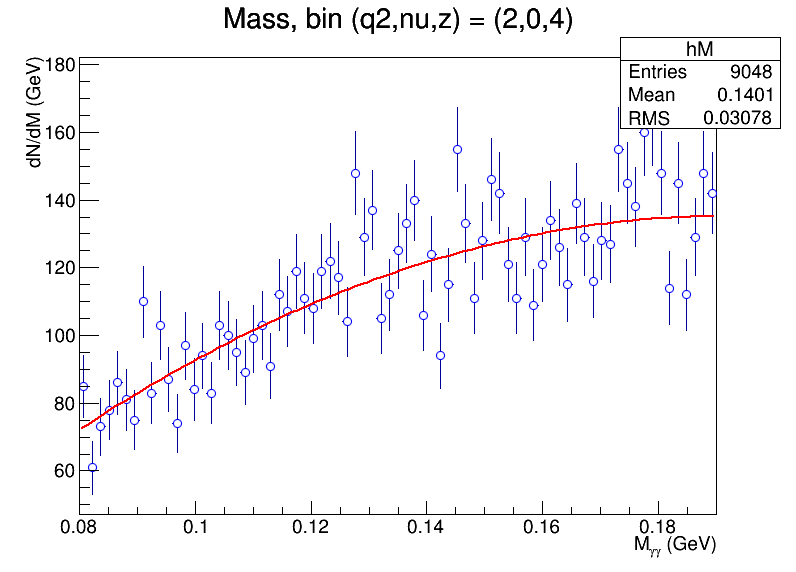 Mass, bin (q2,nu,z) = (2,0,4)
hM
Entries 9048
Mean 0.1401
RMS 0.03078
dN/dM (GeV)
180
160
140
120
100
80
60
0.08 0.1 0.12 0.14 0.16 0.18
Mγγ (GeV)